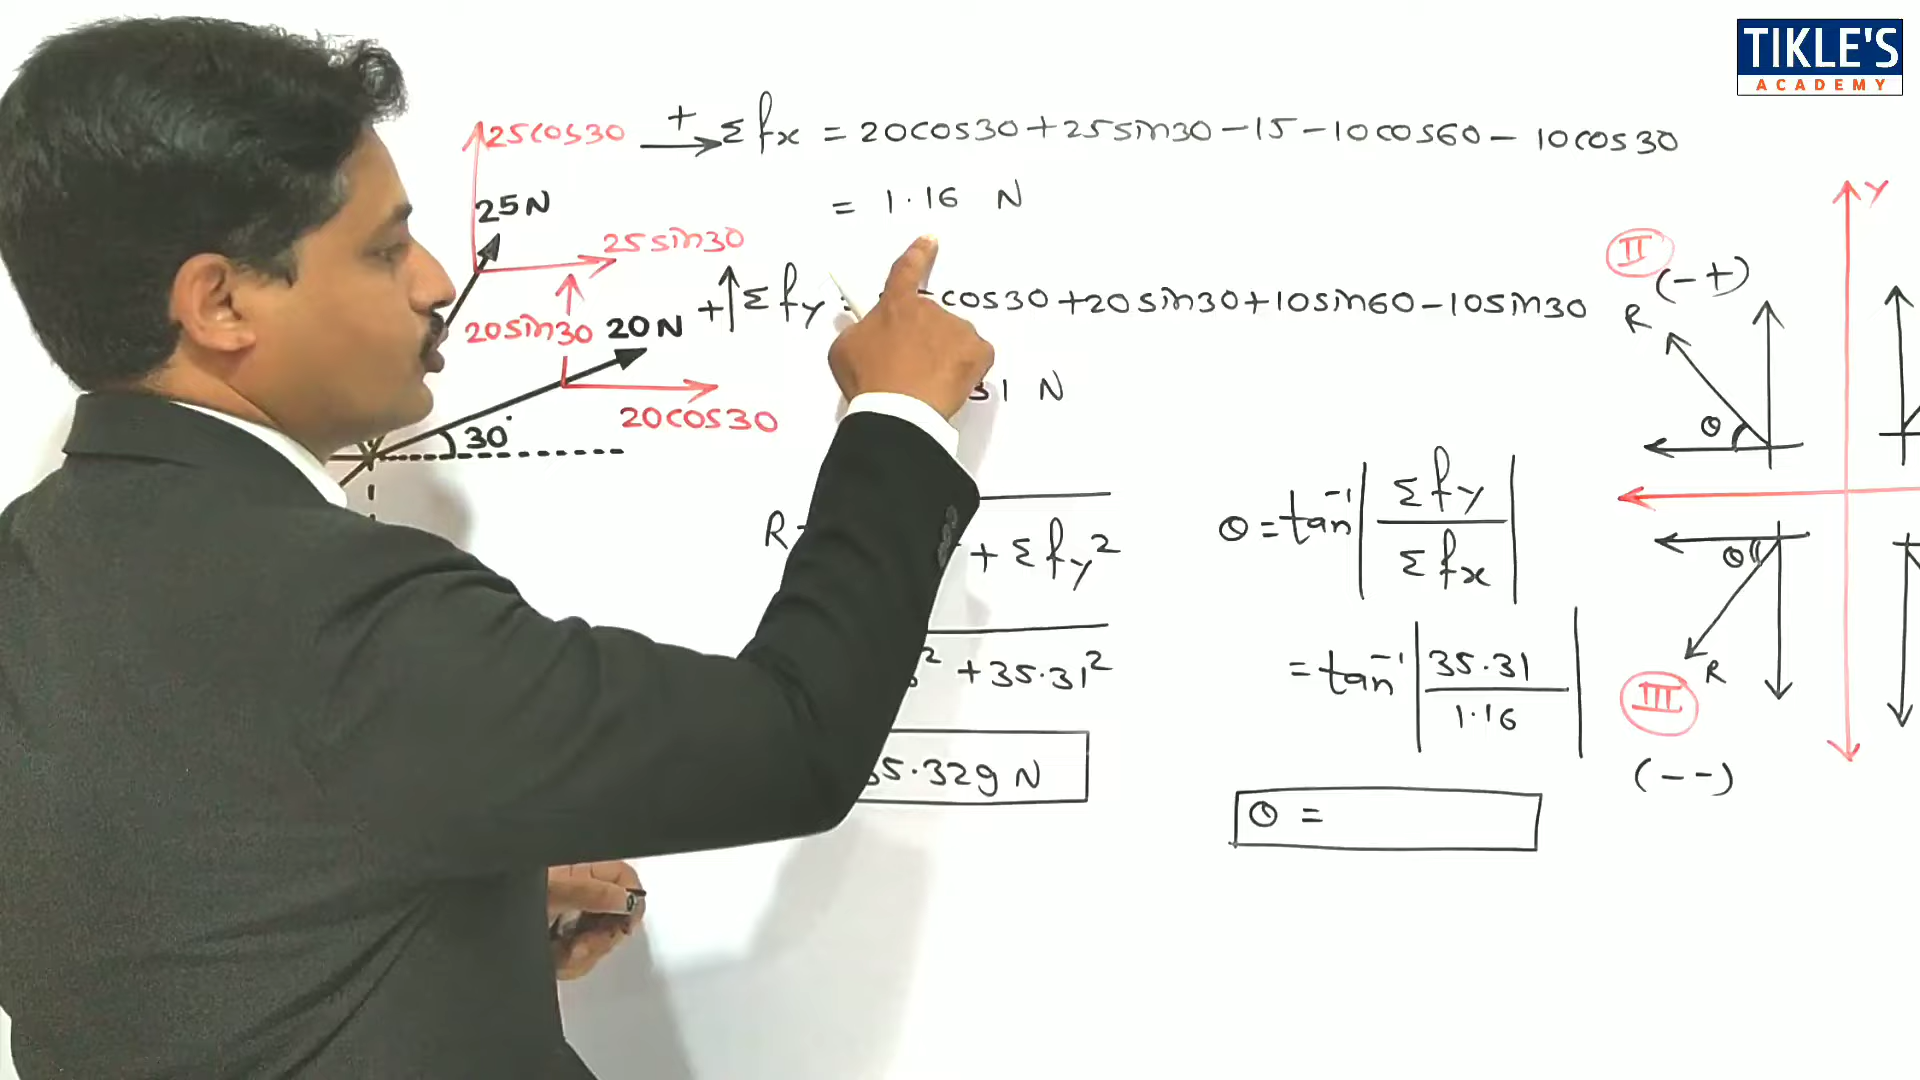 TIKLE'S
ACADEMY
25cos30
+ Σfx = 20cos30+25sin30-15-10cos60-10cos30
= 1.16 N
25N
25sin30
+ Σfy cos30+20sin30+10sin60-10sin30
20sin30 20N
31 N
20cos30
30°
R + Σfy²
² +35.31²
5.329 N
θ = tan⁻¹ | Σfy / Σfx |
= tan⁻¹ | 35.31 / 1.16 |
θ =
Y
II
(-+)
R
θ
θ
R
III
(--)